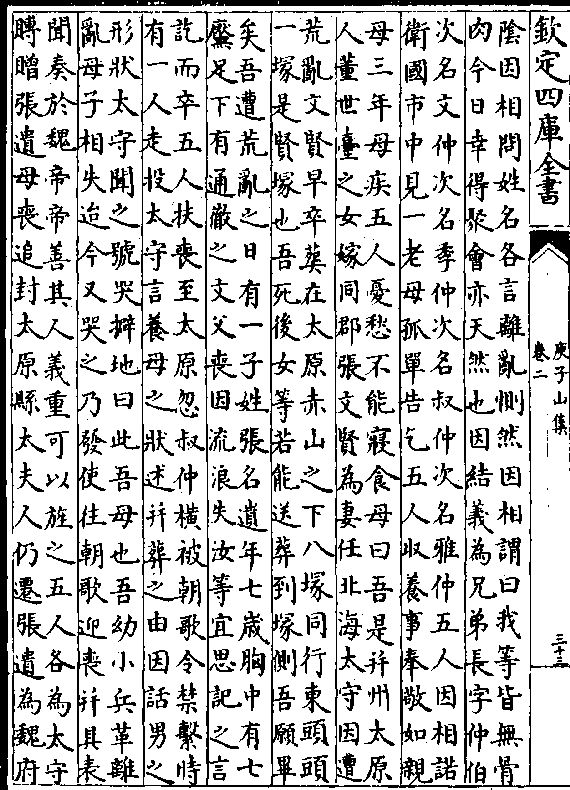 欽定四庫全書
庚子山集
卷二
三十三
陰因相問姓名各言離亂惻然因相謂曰我等皆無骨
肉今日幸得聚會亦天然也因結義為兄弟長字仲伯
次名文仲次名季仲次名叔仲次名雅仲五人因相諾
衛國市中見一老母孤單告乞五人收養事奉敬如親
母三年母疾五人憂愁不能寢食母曰吾是并州太原
人董世臺之女嫁同郡張文賢為妻任北海太守因遭
荒亂文賢早卒葬在太原赤山之下八塚同行東頭頭
一塚是賢塚也吾死後女等若能送葬到塚側吾願畢
矣吾遭荒亂之日有一子姓張名遺年七歲胸中有七
黶足下有通徹之文父喪因流浪失汝等宜思記之言
訖而卒五人扶喪至太原忽叔仲橫被朝歌令禁繫時
有一人走投太守言養母之狀述并葬之由因話男之
形狀太守聞之號哭擗地曰此吾母也吾幼小兵革離
亂母子相失迨今又哭之乃發使往朝歌迎喪并具表
聞奏於魏帝帝善其人義重可以旌之五人各為太守
賻贈張遺母喪追封太原縣太夫人仍遷張遺為魏府